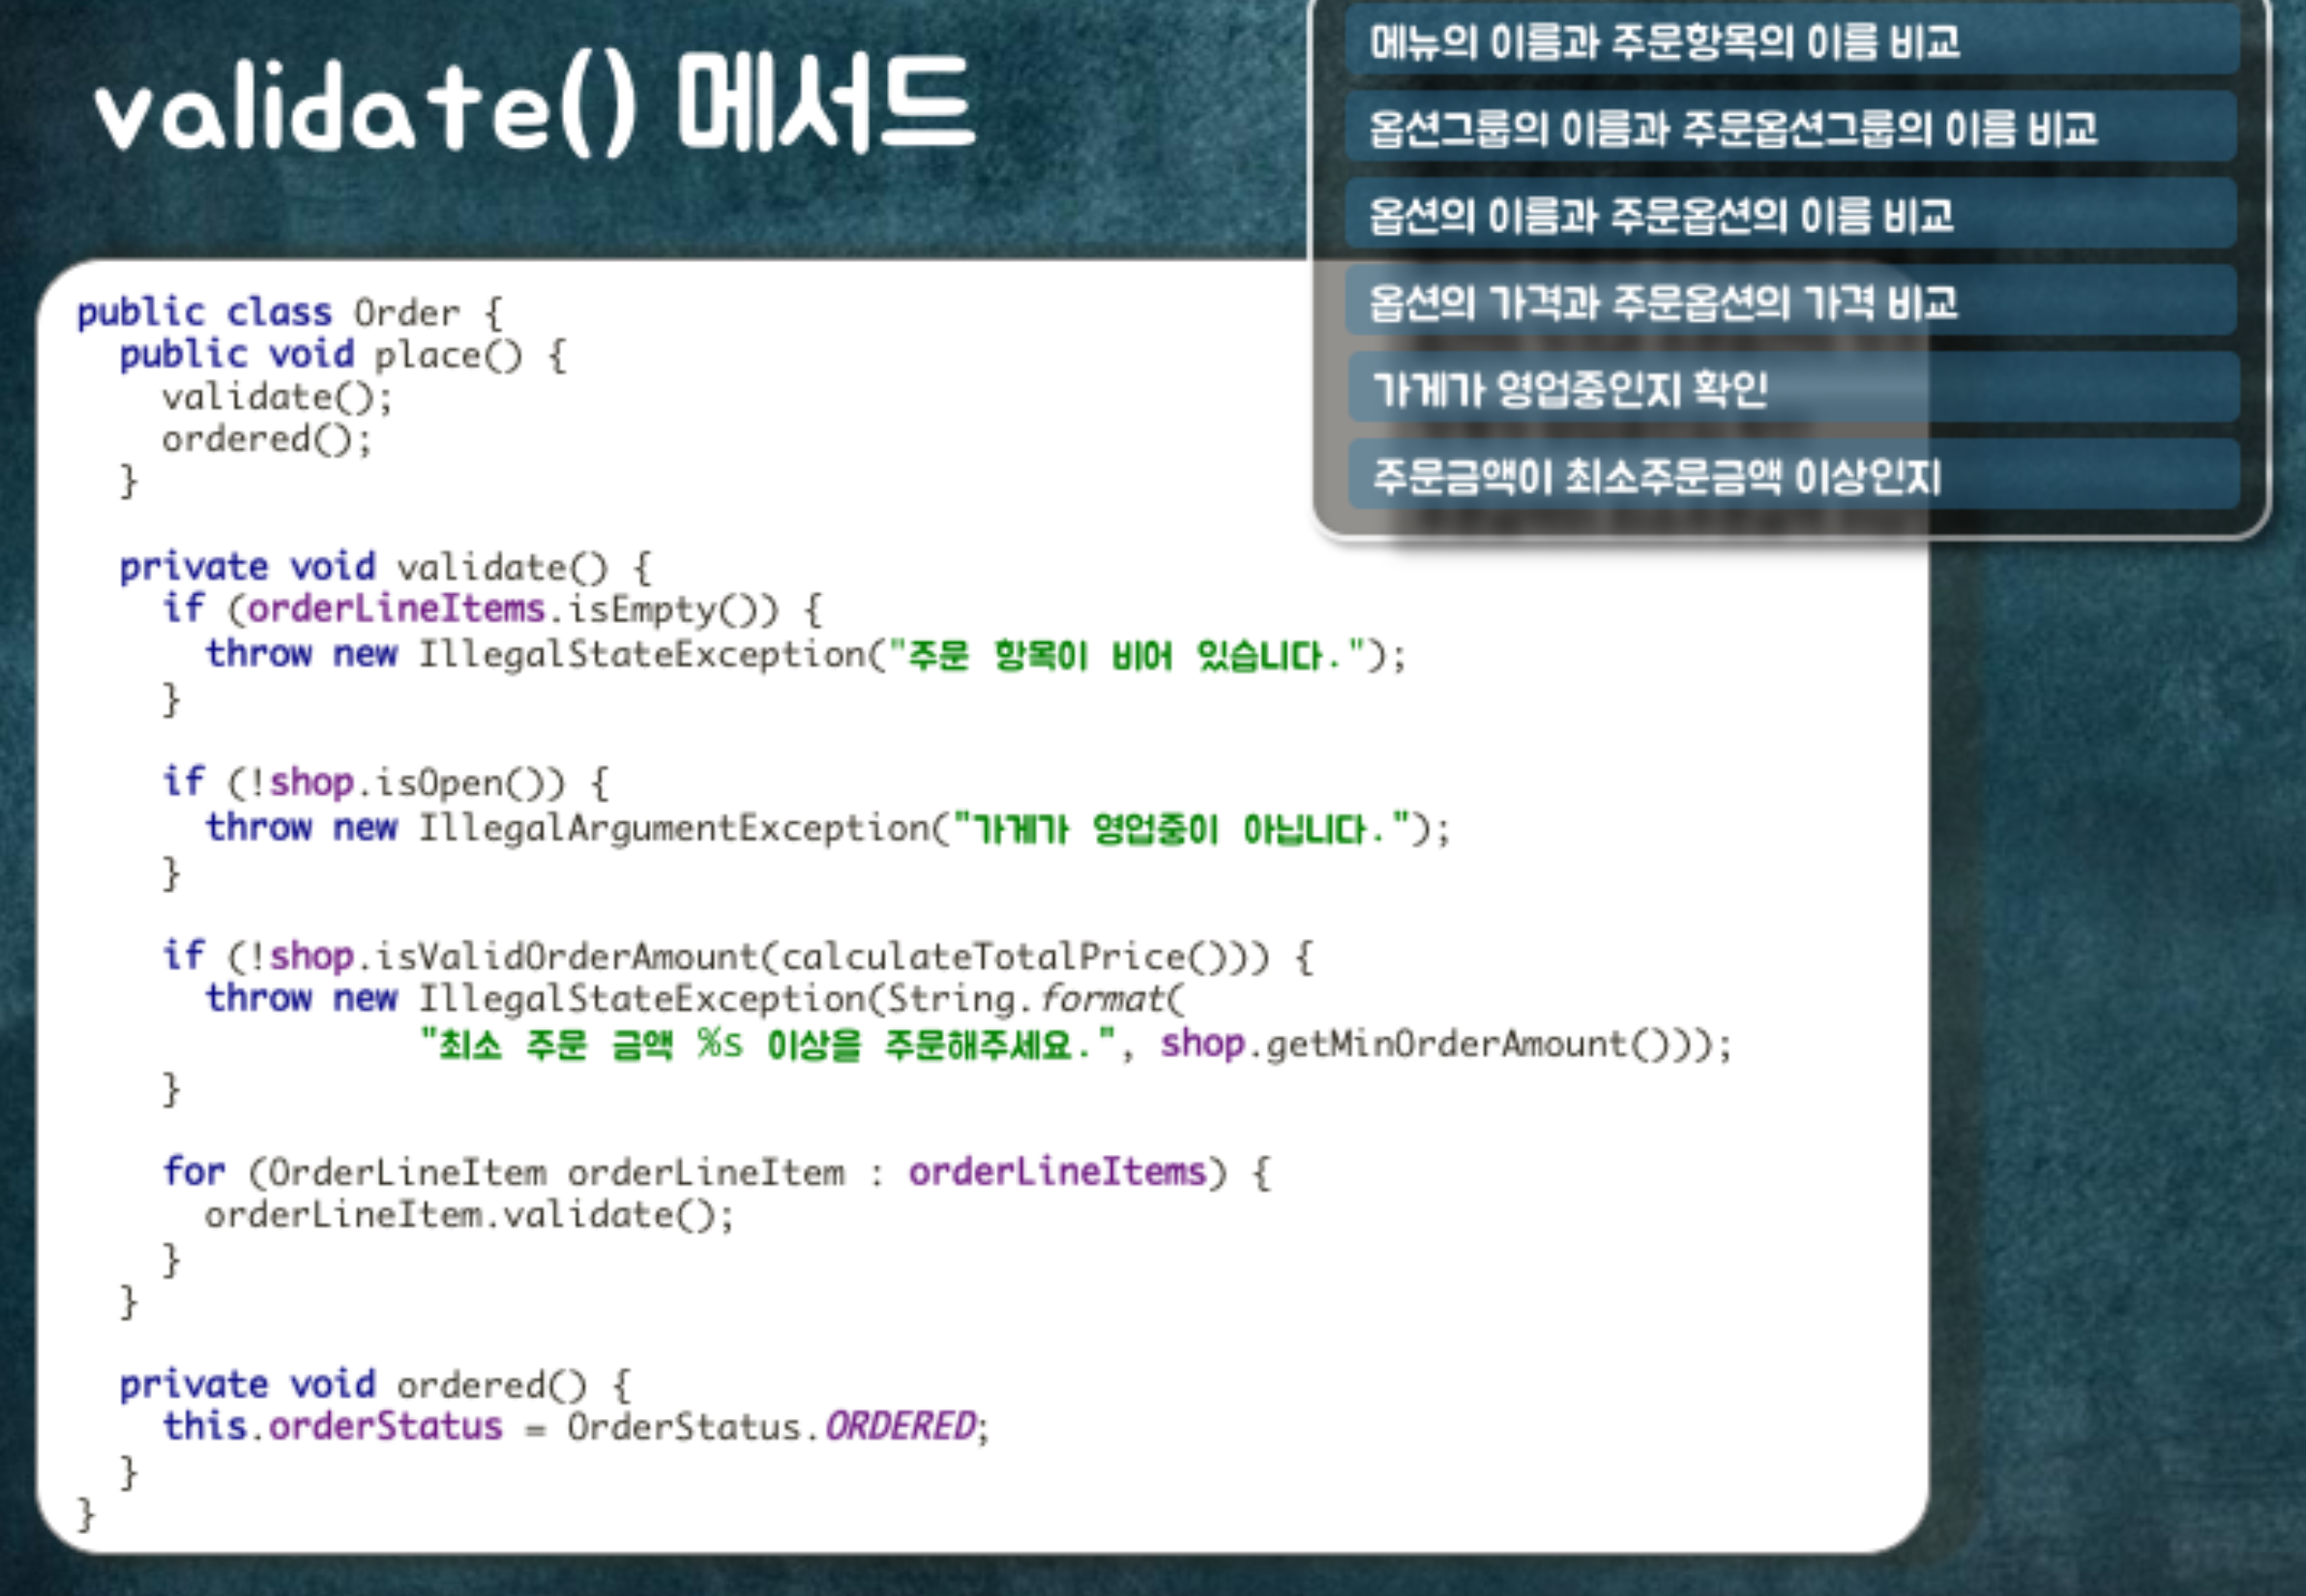 validate() 메서드
메뉴의 이름과 주문항목의 이름 비교
옵션그룹의 이름과 주문옵션그룹의 이름 비교
옵션의 이름과 주문옵션의 이름 비교
옵션의 가격과 주문옵션의 가격 비교
가게가 영업중인지 확인
주문금액이 최소주문금액 이상인지
public class Order {
  public void place() {
    validate();
    ordered();
  }

  private void validate() {
    if (orderLineItems.isEmpty()) {
      throw new IllegalStateException("주문 항목이 비어 있습니다.");
    }

    if (!shop.isOpen()) {
      throw new IllegalArgumentException("가게가 영업중이 아닙니다.");
    }

    if (!shop.isValidOrderAmount(calculateTotalPrice())) {
      throw new IllegalStateException(String.format(
                "최소 주문 금액 %s 이상을 주문해주세요.", shop.getMinOrderAmount()));
    }

    for (OrderLineItem orderLineItem : orderLineItems) {
      orderLineItem.validate();
    }
  }

  private void ordered() {
    this.orderStatus = OrderStatus.ORDERED;
  }
}